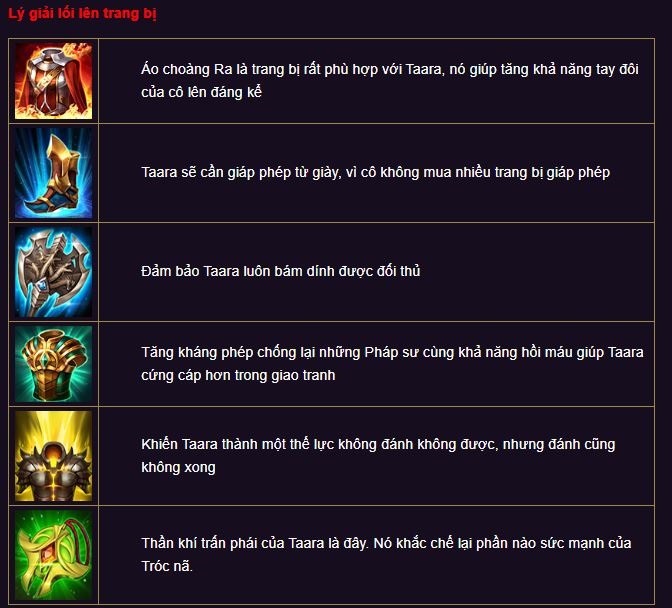 Lý giải lối lên trang bị
Áo choàng Ra là trang bị rất phù hợp với Taara, nó giúp tăng khả năng tay đôi
của cô lên đáng kể
Taara sẽ cần giáp phép từ giày, vì cô không mua nhiều trang bị giáp phép
Đảm bảo Taara luôn bám dính được đối thủ
Tăng kháng phép chống lại những Pháp sư cùng khả năng hồi máu giúp Taara
cứng cáp hơn trong giao tranh
Khiến Taara thành một thế lực không đánh không được, nhưng đánh cũng
không xong
Thần khí trấn phái của Taara là đây. Nó khắc chế lại phần nào sức mạnh của
Tróc nã.